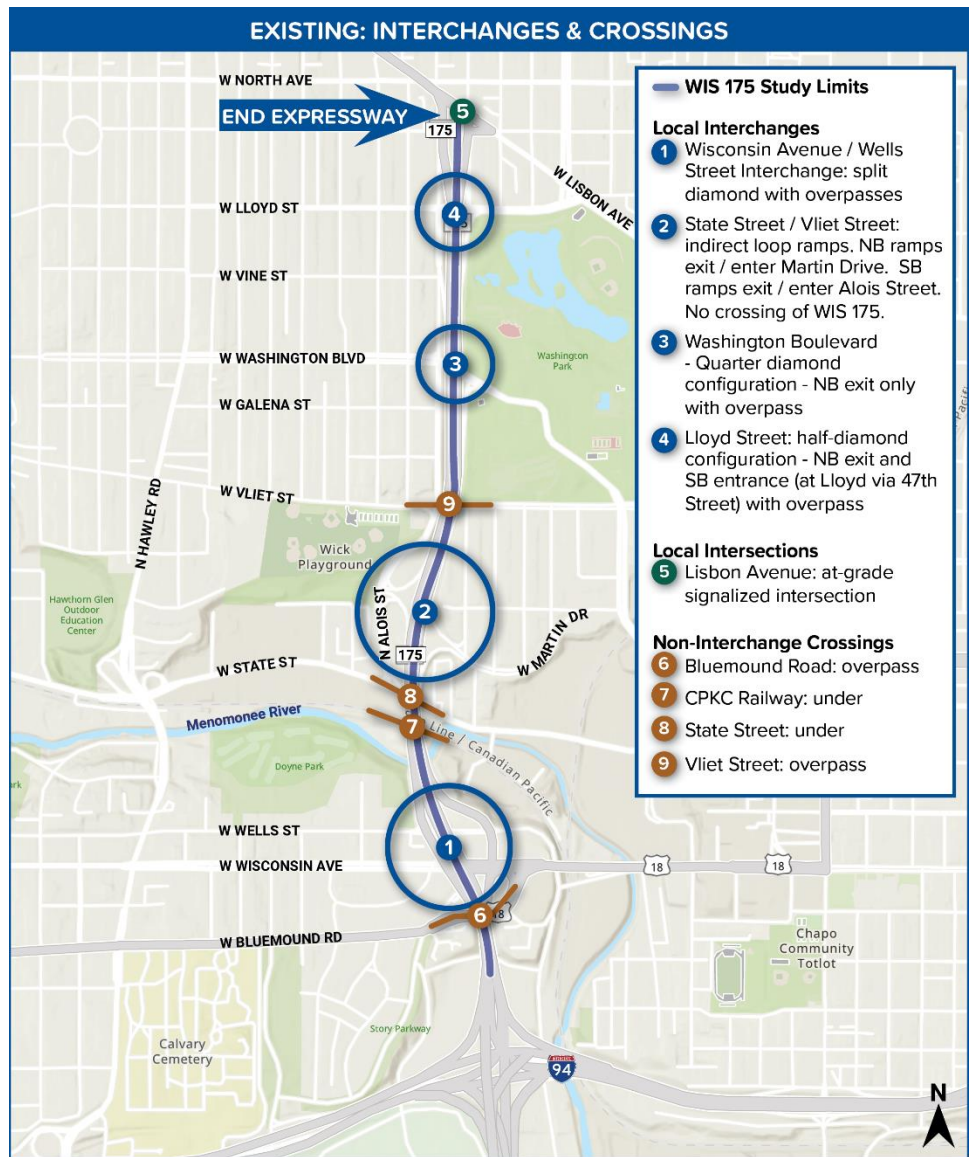 EXISTING: INTERCHANGES & CROSSINGS
W NORTH AVE
END EXPRESSWAY
5
175
W LISBON AVE
W LLOYD ST
4
W VINE ST
W WASHINGTON BLVD
3
Washington
Park
W GALENA ST
N HAWLEY RD
W VLIET ST
9
Wick
Playground
Hawthorn Glen
Outdoor
Education
Center
N ALOIS ST
2
W MARTIN DR
175
W STATE ST
8
Menomonee River
7
Line / Canadian Pacific
Doyne Park
W WELLS ST
1
W WISCONSIN AVE
18
18
6
18
W BLUEMOUND RD
Chapo
Community
Totlot
Story Parkway
Calvary
Cemetery
94
N
WIS 175 Study Limits
Local Interchanges
1 Wisconsin Avenue / Wells
Street Interchange: split
diamond with overpasses
2 State Street / Vliet Street:
indirect loop ramps. NB ramps
exit / enter Martin Drive. SB
ramps exit / enter Alois Street.
No crossing of WIS 175.
3 Washington Boulevard
- Quarter diamond
configuration - NB exit only
with overpass
4 Lloyd Street: half-diamond
configuration - NB exit and
SB entrance (at Lloyd via 47th
Street) with overpass
Local Intersections
5 Lisbon Avenue: at-grade
signalized intersection
Non-Interchange Crossings
6 Bluemound Road: overpass
7 CPKC Railway: under
8 State Street: under
9 Vliet Street: overpass